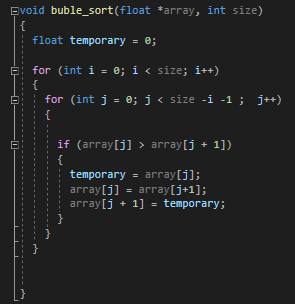 void buble_sort(float *array, int size)
{
float temporary = 0;
for (int i = 0; i < size; i++)
{
for (int j = 0; j < size -i -1 ; j++)
{
if (array[j] > array[j + 1])
{
temporary = array[j];
array[j] = array[j+1];
array[j + 1] = temporary;
}
}
}
}